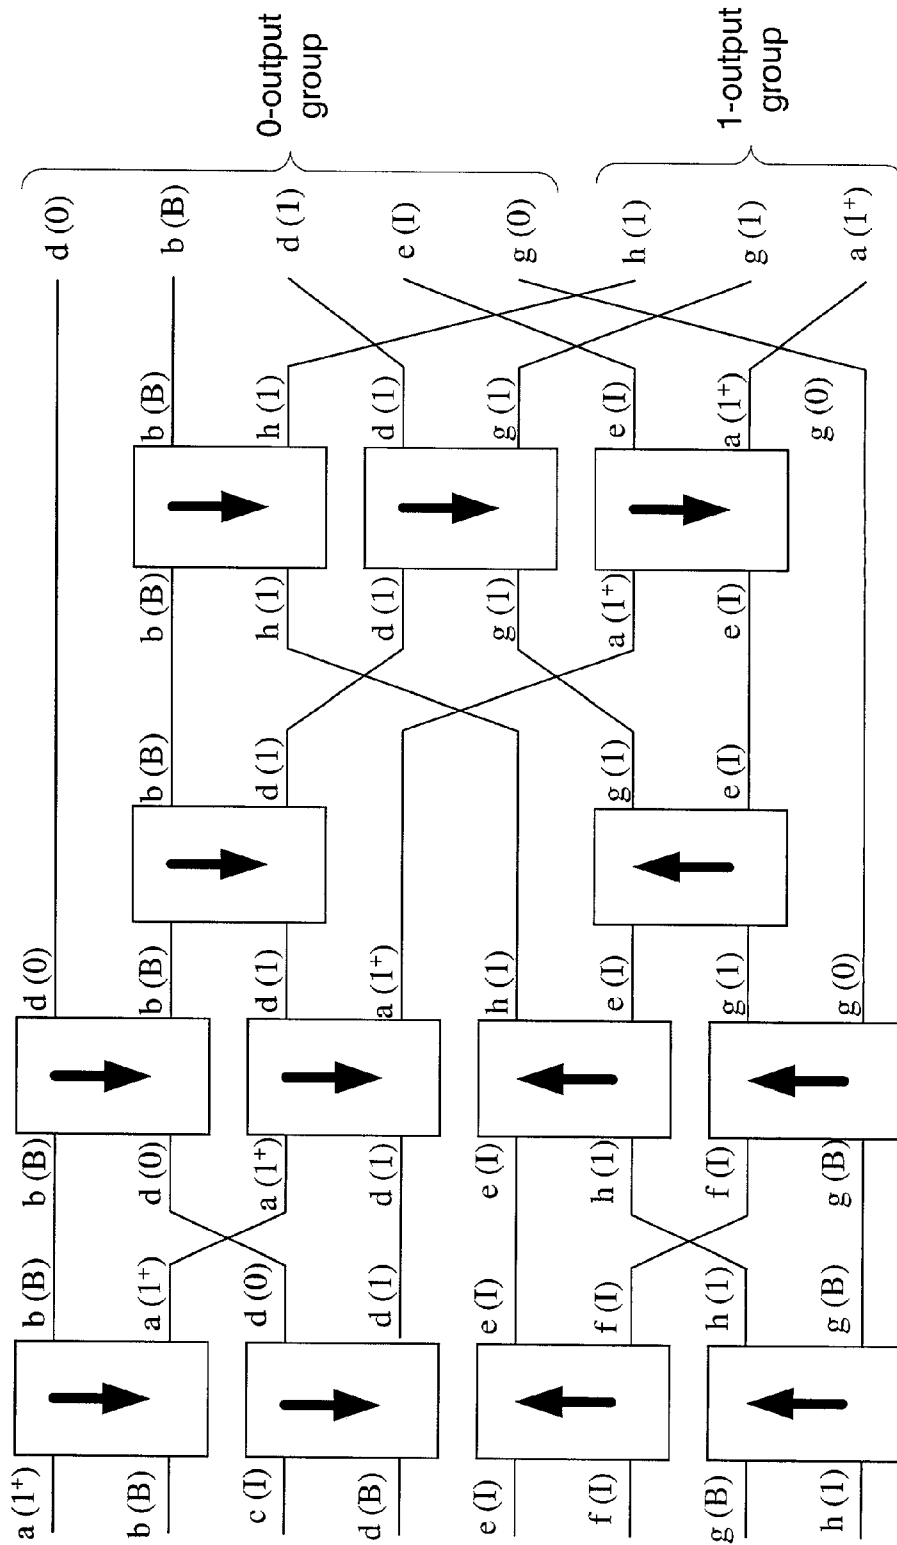 d (0)
b (B)
d (1)
e (I)
g (0)
h (1)
g (1)
a (1+)
0-output
group
1-output
group
b (B)
h (1)
d (1)
g (1)
e (I)
a (1+)
g (0)
b (B)
h (1)
d (1)
g (1)
a (1+)
e (I)
b (B)
d (1)
g (1)
e (I)
d (0)
b (B)
d (1)
a (1+)
h (1)
e (I)
g (1)
g (0)
b (B)
d (0)
a (1+)
d (1)
e (I)
h (1)
f (I)
g (B)
b (B)
a (1+)
d (0)
d (1)
e (I)
f (I)
h (1)
g (B)
a (1+)
b (B)
c (I)
d (B)
e (I)
f (I)
g (B)
h (1)